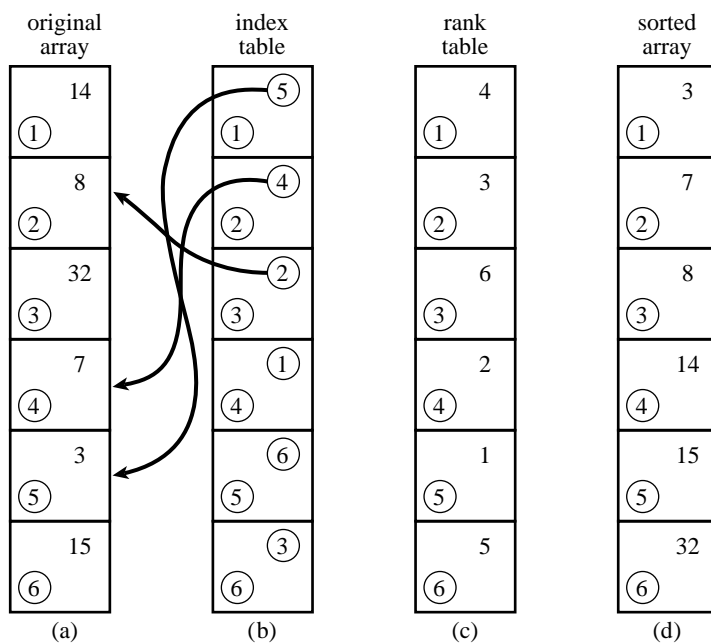 original array index table rank table sorted array
14 5 4 3
1 1 1 1
8 4 3 7
2 2 2 2
32 2 6 8
3 3 3 3
7 1 2 14
4 4 4 4
3 6 1 15
5 5 5 5
15 3 5 32
6 6 6 6
(a) (b) (c) (d)